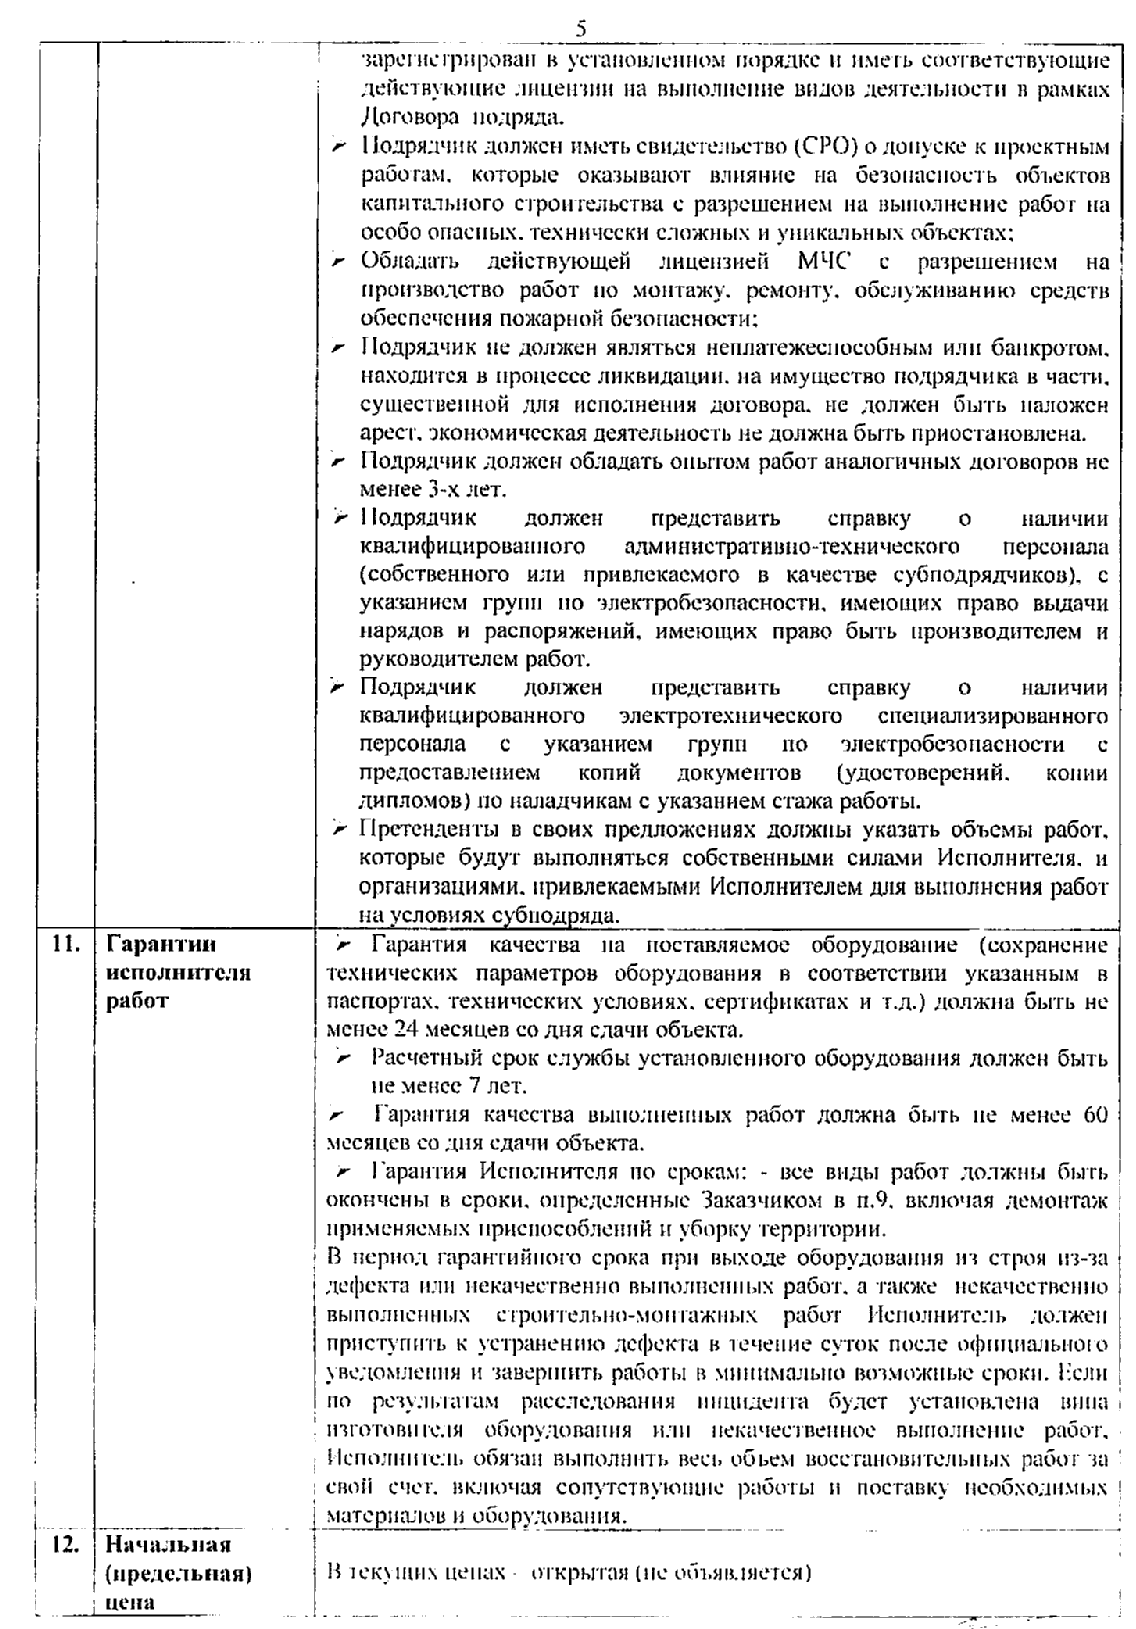 5
зарегистрирован в установленном порядке и иметь соответствующие
действующие лицензии на выполнение видов деятельности в рамках
Договора подряда.
➢ Подрядчик должен иметь свидетельство (СРО) о допуске к проектным
работам, которые оказывают влияние на безопасность объектов
капитального строительства с разрешением на выполнение работ на
особо опасных, технически сложных и уникальных объектах;
➢ Обладать действующей лицензией МЧС с разрешением на
производство работ по монтажу, ремонту, обслуживанию средств
обеспечения пожарной безопасности;
➢ Подрядчик не должен являться неплатежеспособным или банкротом,
находится в процессе ликвидации, на имущество подрядчика в части,
существенной для исполнения договора, не должен быть наложен
арест, экономическая деятельность не должна быть приостановлена.
➢ Подрядчик должен обладать опытом работ аналогичных договоров не
менее 3-х лет.
➢ Подрядчик должен представить справку о наличии
квалифицированного административно-технического персонала
(собственного или привлекаемого в качестве субподрядчиков), с
указанием групп по электробезопасности, имеющих право выдачи
нарядов и распоряжений, имеющих право быть производителем и
руководителем работ.
➢ Подрядчик должен представить справку о наличии
квалифицированного электротехнического специализированного
персонала с указанием групп по электробезопасности с
предоставлением копий документов (удостоверений, копии
дипломов) по наладчикам с указанием стажа работы.
➢ Претенденты в своих предложениях должны указать объемы работ,
которые будут выполняться собственными силами Исполнителя, и
организациями, привлекаемыми Исполнителем для выполнения работ
на условиях субподряда.
11. Гарантии
исполнителя
работ
➢ Гарантия качества на поставляемое оборудование (сохранение
технических параметров оборудования в соответствии указанным в
паспортах, технических условиях, сертификатах и т.д.) должна быть не
менее 24 месяцев со дня сдачи объекта.
➢ Расчетный срок службы установленного оборудования должен быть
не менее 7 лет.
➢ Гарантия качества выполненных работ должна быть не менее 60
месяцев со дня сдачи объекта.
➢ Гарантия Исполнителя по срокам: - все виды работ должны быть
окончены в сроки, определенные Заказчиком в п.9, включая демонтаж
применяемых приспособлений и уборку территории.
В период гарантийного срока при выходе оборудования из строя из-за
дефекта или некачественно выполненных работ, а также некачественно
выполненных строительно-монтажных работ Исполнитель должен
приступить к устранению дефекта в течение суток после официального
уведомления и завершить работы в минимально возможные сроки. Если
по результатам расследования инцидента будет установлена вина
изготовителя оборудования или некачественное выполнение работ,
Исполнитель обязан выполнить весь объем восстановительных работ за
свой счет, включая сопутствующие работы и поставку необходимых
материалов и оборудования.
12. Начальная
(предельная)
цена
В текущих ценах - открытая (не объявляется)